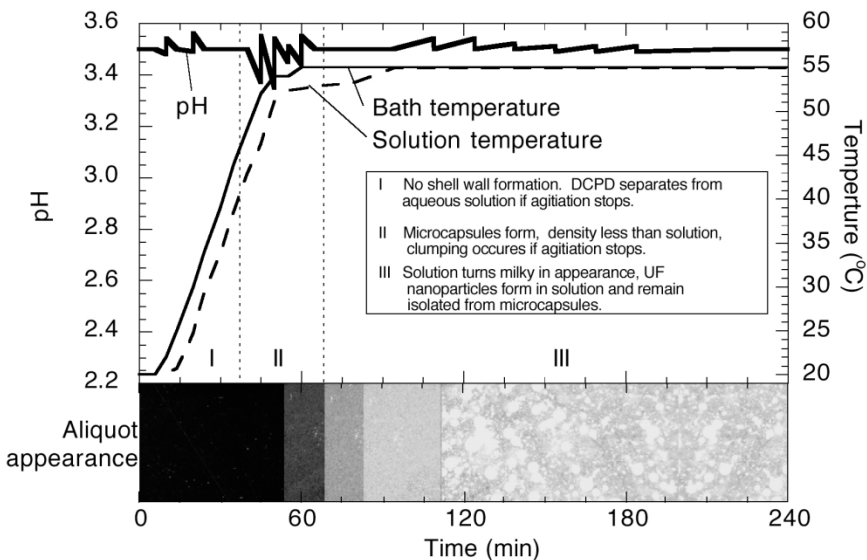 3.6
3.4
3.2
3.0
2.8
2.6
2.4
2.2
pH
60
55
50
45
40
35
30
25
20
Temperture (°C)
pH
Bath temperature
Solution temperature
I No shell wall formation. DCPD separates from
aqueous solution if agitiation stops.
II Microcapsules form, density less than solution,
clumping occures if agitiation stops.
III Solution turns milky in appearance, UF
nanoparticles form in solution and remain
isolated from microcapsules.
I
II
III
Aliquot
appearance
0
60
120
180
240
Time (min)